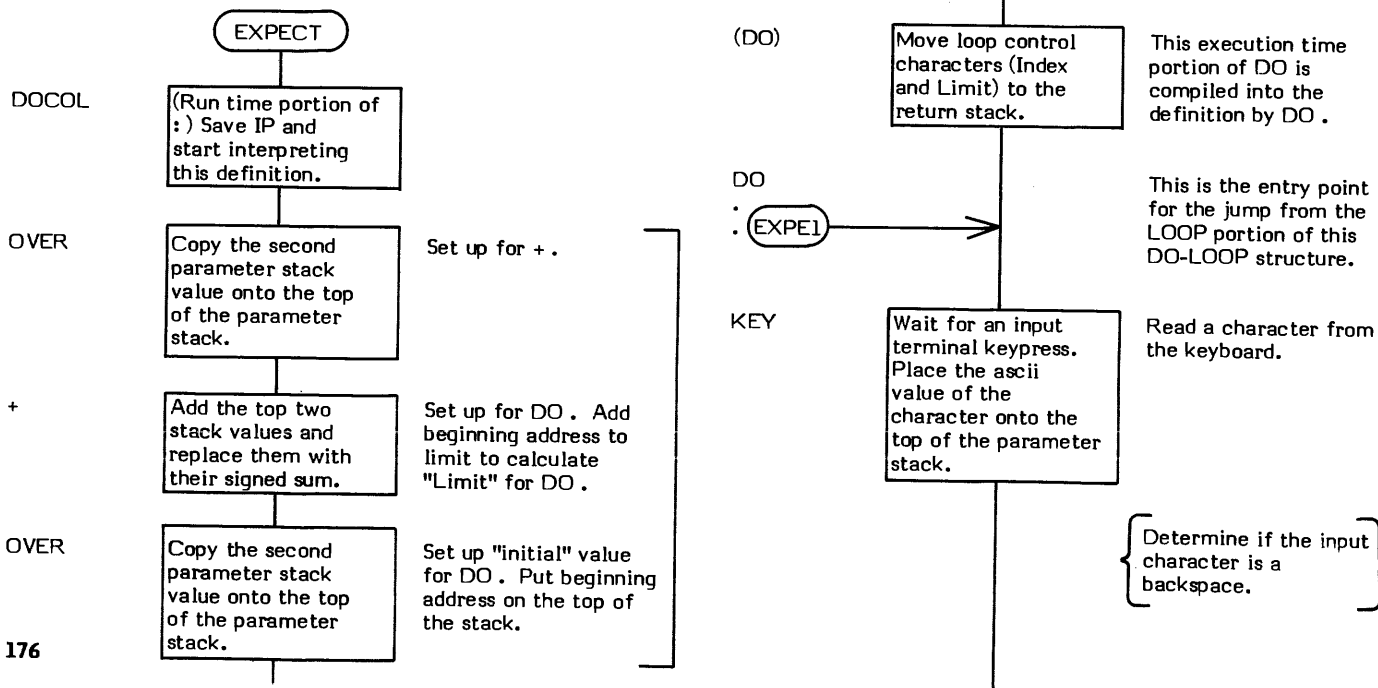 EXPECT
DOCOL
(Run time portion of
: ) Save IP and
start interpreting
this definition.
OVER
Copy the second
parameter stack
value onto the top
of the parameter
stack.
Set up for + .
+
Add the top two
stack values and
replace them with
their signed sum.
Set up for DO . Add
beginning address to
limit to calculate
"Limit" for DO .
OVER
Copy the second
parameter stack
value onto the top
of the parameter
stack.
Set up "initial" value
for DO . Put beginning
address on the top of
the stack.
176
(DO)
Move loop control
characters (Index
and Limit) to the
return stack.
This execution time
portion of DO is
compiled into the
definition by DO .
DO
.
. EXPE1
This is the entry point
for the jump from the
LOOP portion of this
DO-LOOP structure.
KEY
Wait for an input
terminal keypress.
Place the ascii
value of the
character onto the
top of the parameter
stack.
Read a character from
the keyboard.
Determine if the input
character is a
backspace.